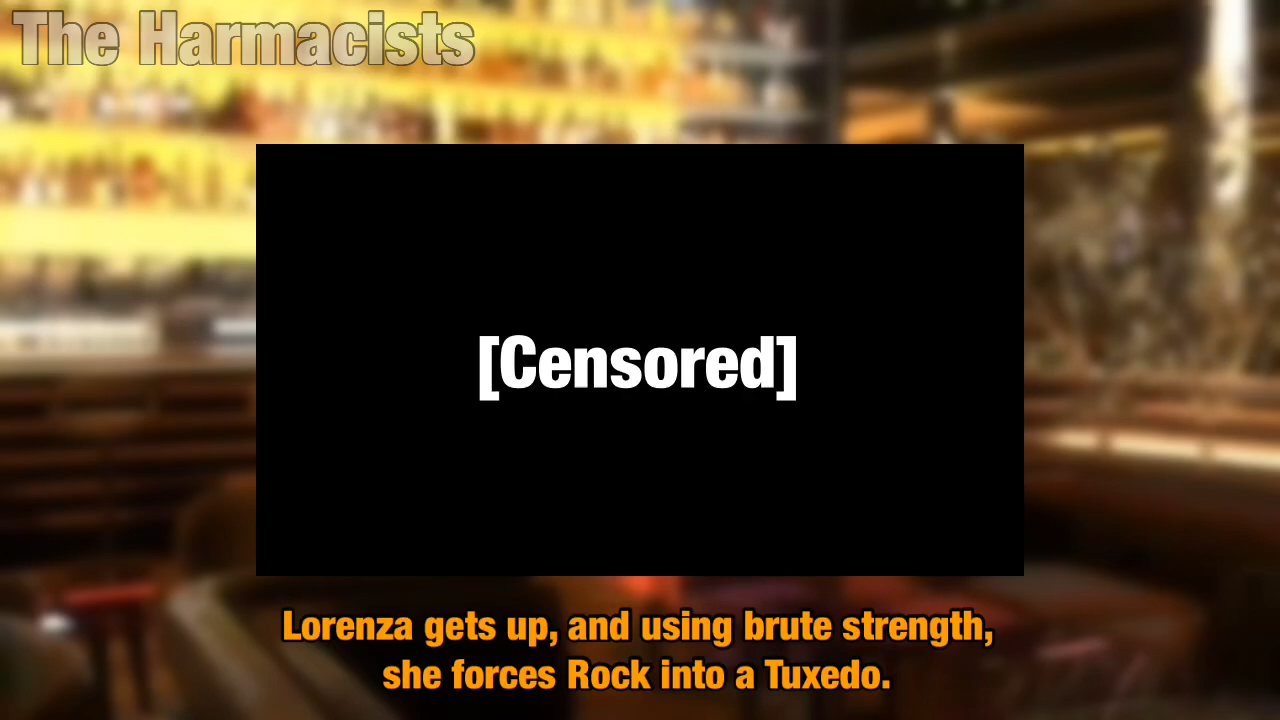 The Harmacists
[Censored]
Lorenza gets up, and using brute strength,
she forces Rock into a Tuxedo.